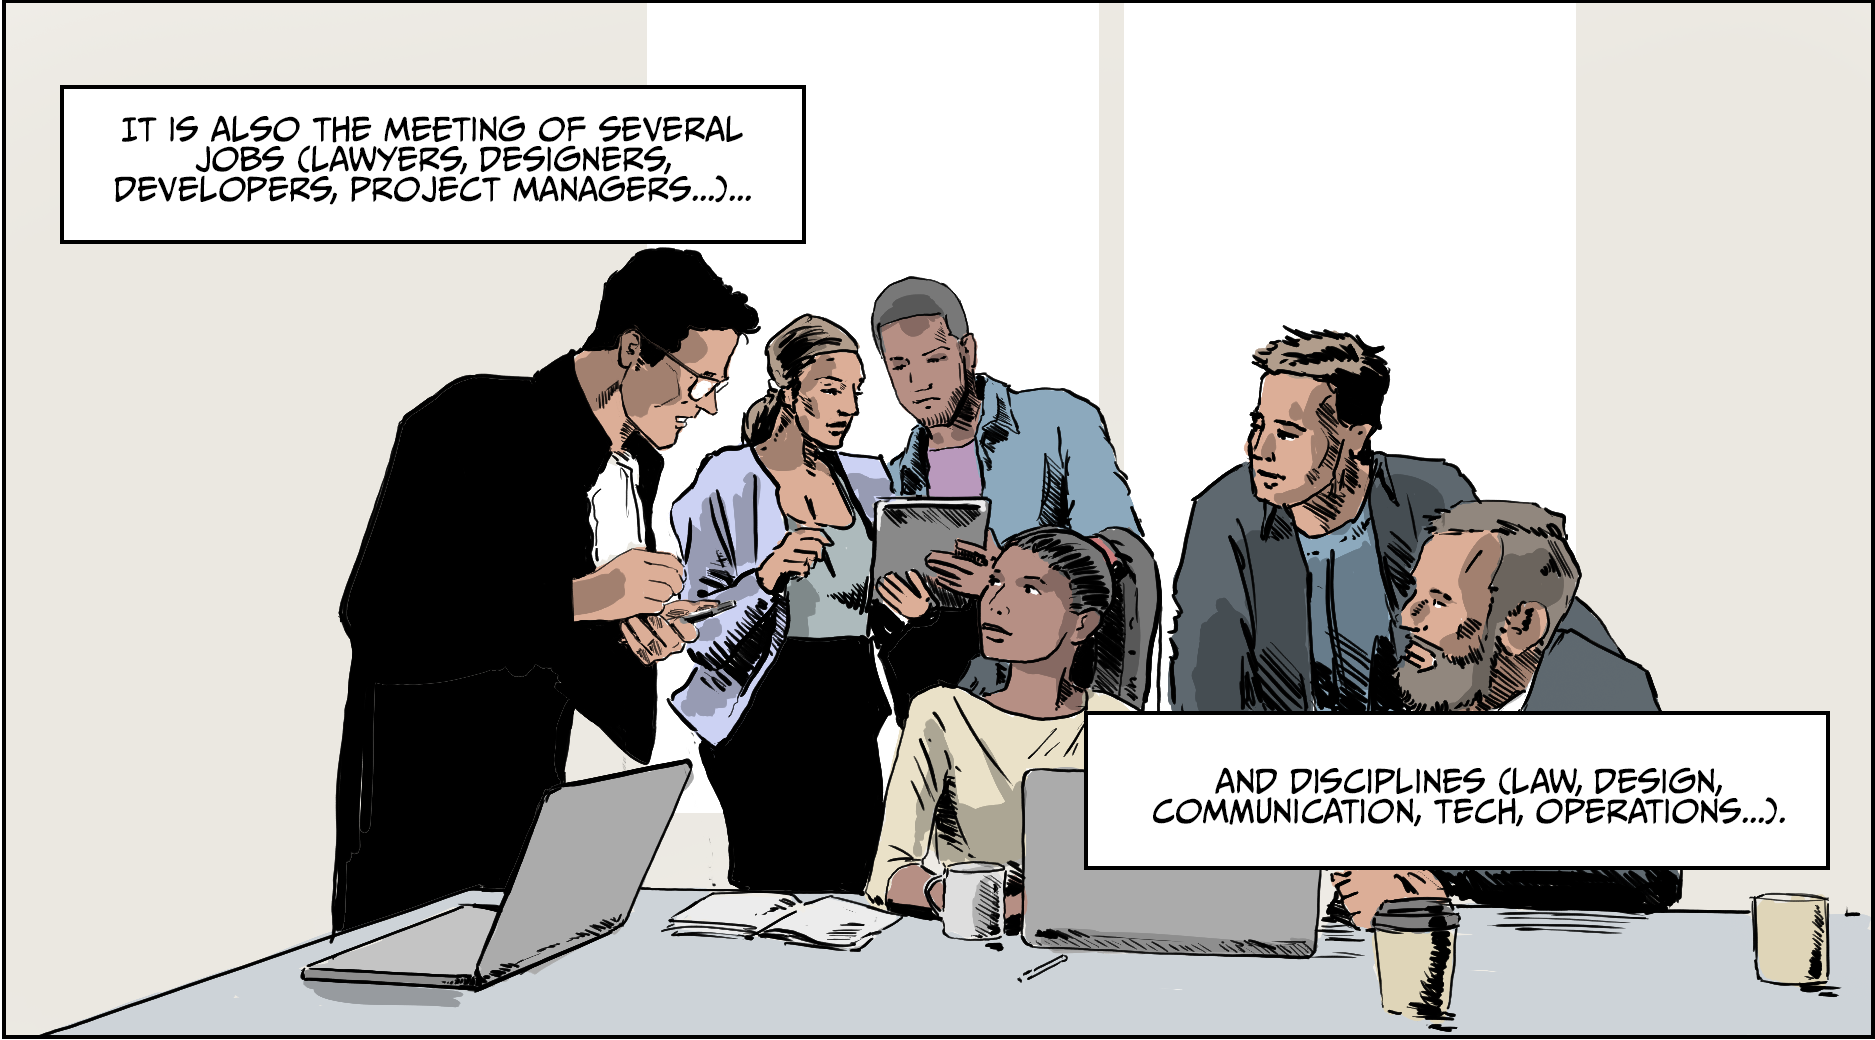 IT IS ALSO THE MEETING OF SEVERAL
JOBS (LAWYERS, DESIGNERS,
DEVELOPERS, PROJECT MANAGERS...)...
AND DISCIPLINES (LAW, DESIGN,
COMMUNICATION, TECH, OPERATIONS...).